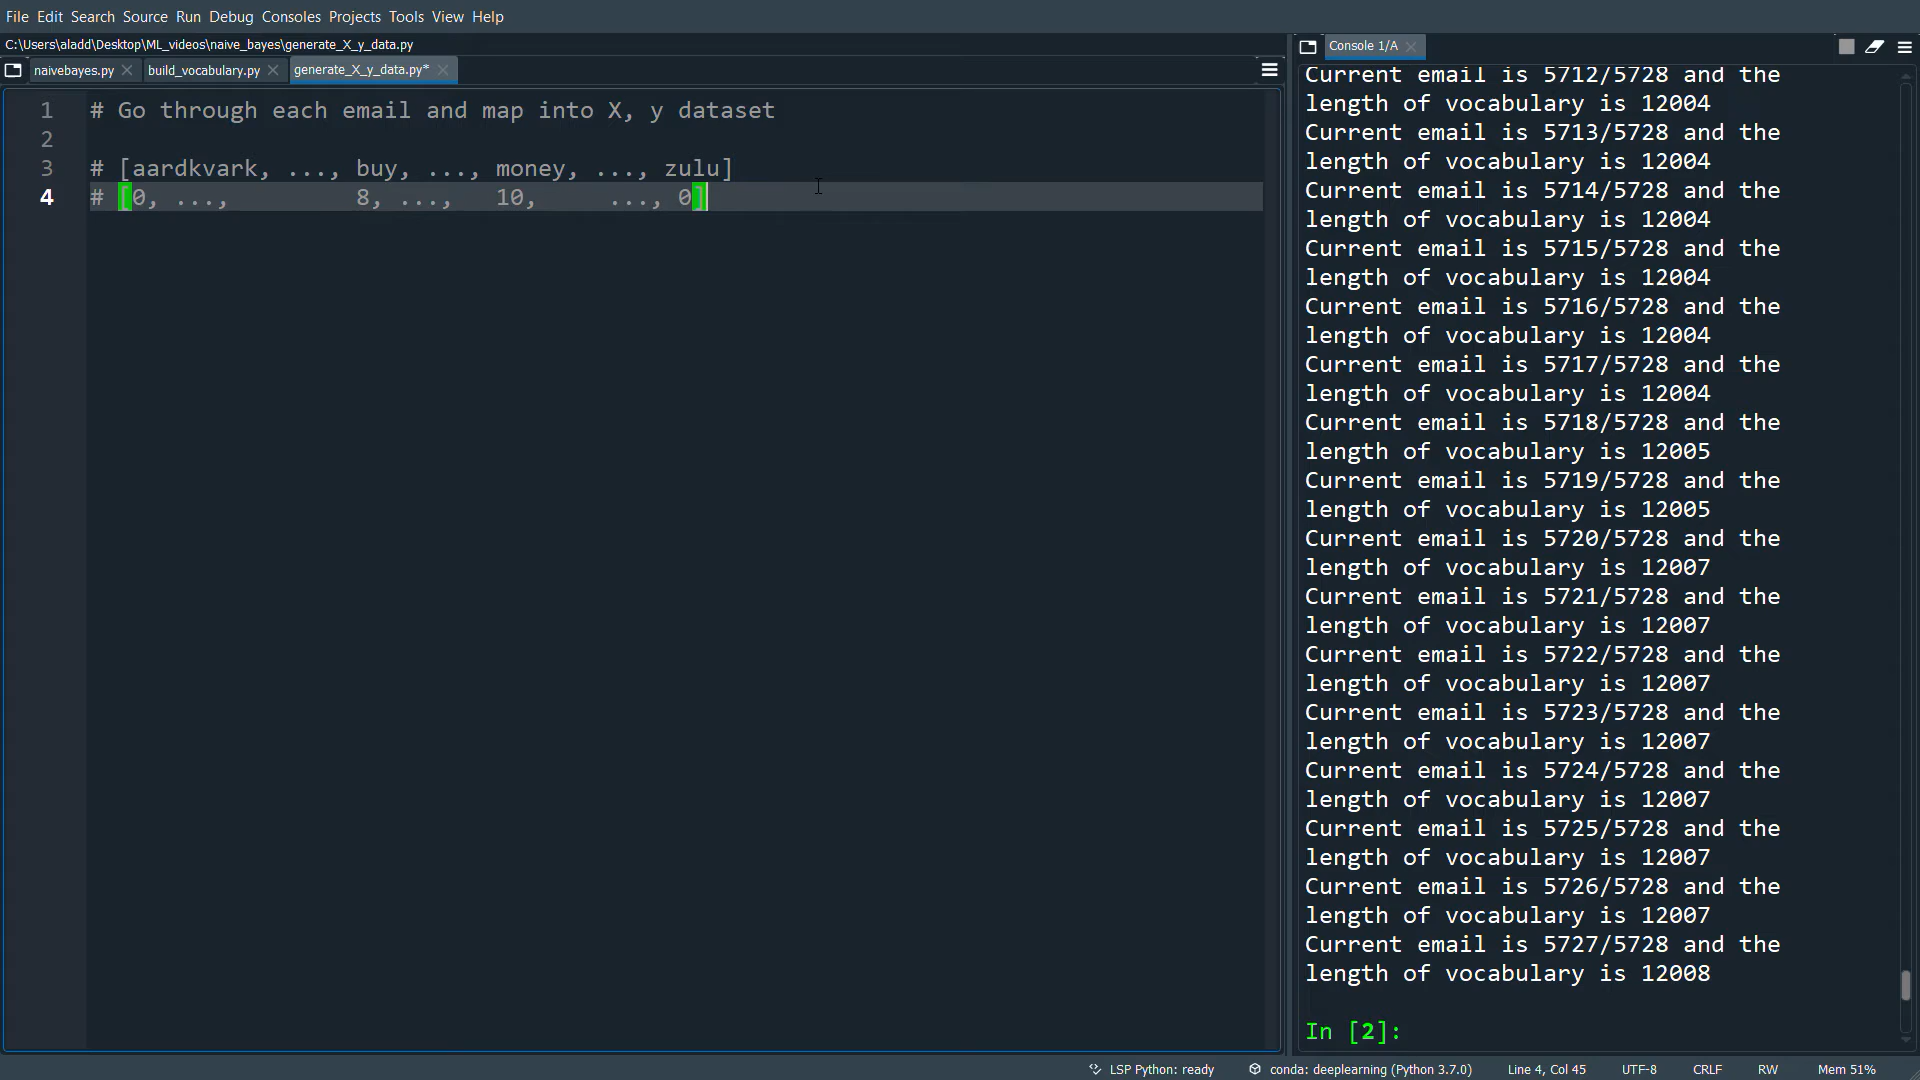 File Edit Search Source Run Debug Consoles Projects Tools View Help
C:\Users\aladd\Desktop\ML_videos\naive_bayes\generate_X_y_data.py
naivebayes.py build_vocabulary.py generate_X_y_data.py*
1 # Go through each email and map into X, y dataset
2
3 # [aardkvark, ..., buy, ..., money, ..., zulu]
4 # [0, ..., 8, ..., 10, ..., 0]
Console 1/A
Current email is 5712/5728 and the
length of vocabulary is 12004
Current email is 5713/5728 and the
length of vocabulary is 12004
Current email is 5714/5728 and the
length of vocabulary is 12004
Current email is 5715/5728 and the
length of vocabulary is 12004
Current email is 5716/5728 and the
length of vocabulary is 12004
Current email is 5717/5728 and the
length of vocabulary is 12004
Current email is 5718/5728 and the
length of vocabulary is 12005
Current email is 5719/5728 and the
length of vocabulary is 12005
Current email is 5720/5728 and the
length of vocabulary is 12007
Current email is 5721/5728 and the
length of vocabulary is 12007
Current email is 5722/5728 and the
length of vocabulary is 12007
Current email is 5723/5728 and the
length of vocabulary is 12007
Current email is 5724/5728 and the
length of vocabulary is 12007
Current email is 5725/5728 and the
length of vocabulary is 12007
Current email is 5726/5728 and the
length of vocabulary is 12007
Current email is 5727/5728 and the
length of vocabulary is 12008
In [2]:
LSP Python: ready conda: deeplearning (Python 3.7.0) Line 4, Col 45 UTF-8 CRLF RW Mem 51%